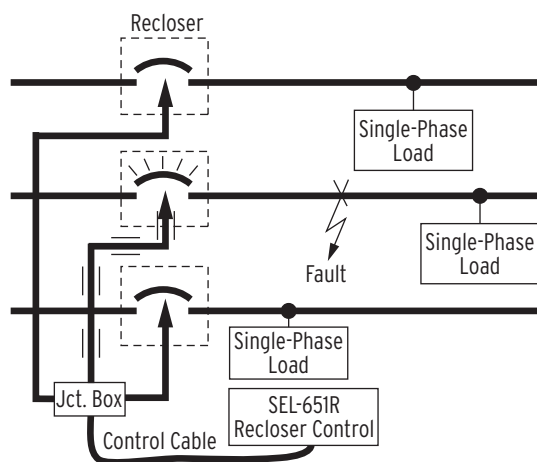 Recloser
Single-Phase
Load
Single-Phase
Load
Fault
Single-Phase
Load
Jct. Box
SEL-651R
Recloser Control
Control Cable